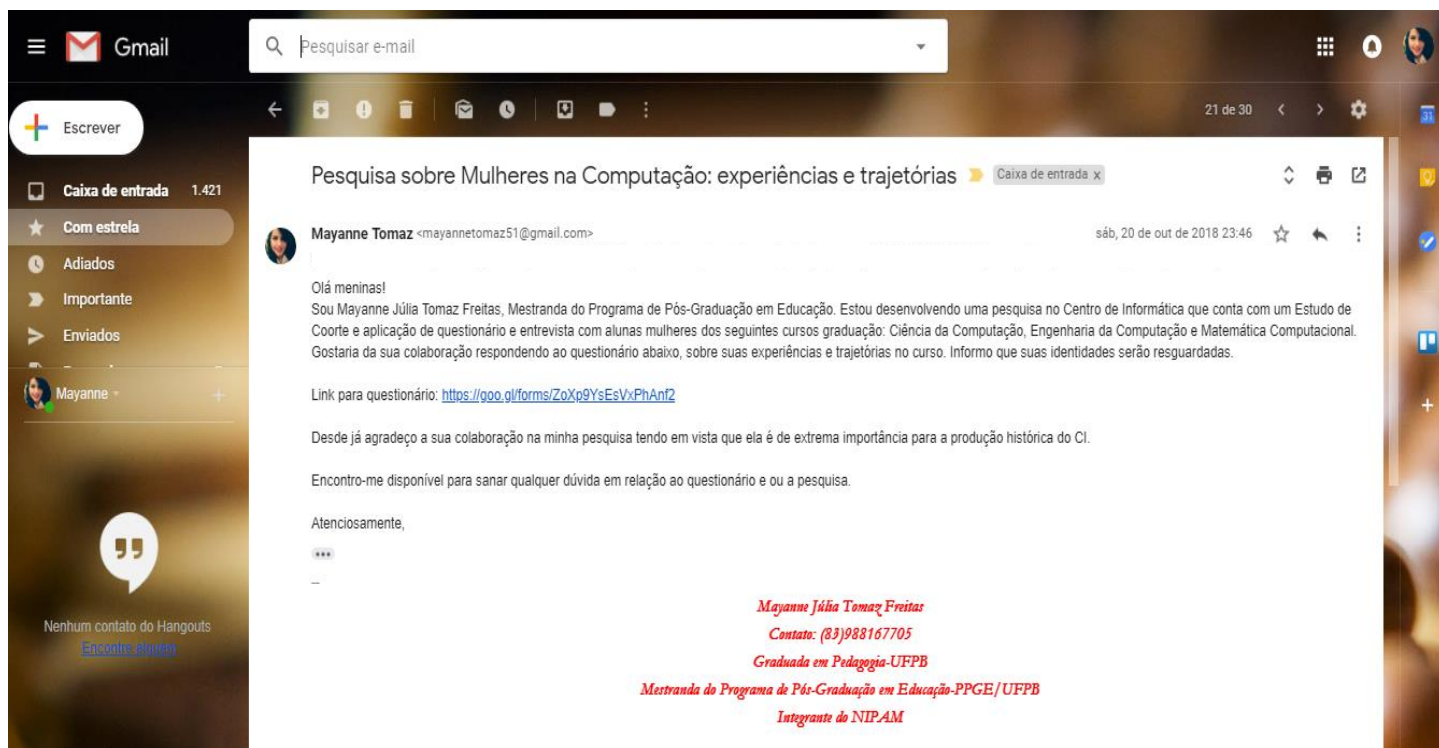 Gmail
Pesquisar e-mail
Escrever
21 de 30
31
Caixa de entrada 1.421
Com estrela
Adiados
Importante
Enviados
Mayanne
Nenhum contato do Hangouts
Encontre alguém
Pesquisa sobre Mulheres na Computação: experiências e trajetórias Caixa de entrada x
Mayanne Tomaz <mayannetomaz51@gmail.com> sáb, 20 de out de 2018 23:46
Olá meninas!
Sou Mayanne Júlia Tomaz Freitas, Mestranda do Programa de Pós-Graduação em Educação. Estou desenvolvendo uma pesquisa no Centro de Informática que conta com um Estudo de
Coorte e aplicação de questionário e entrevista com alunas mulheres dos seguintes cursos graduação: Ciência da Computação, Engenharia da Computação e Matemática Computacional.
Gostaria da sua colaboração respondendo ao questionário abaixo, sobre suas experiências e trajetórias no curso. Informo que suas identidades serão resguardadas.
Link para questionário: https://goo.gl/forms/ZoXp9YsEsVxPhAnf2
Desde já agradeço a sua colaboração na minha pesquisa tendo em vista que ela é de extrema importância para a produção histórica do CI.
Encontro-me disponível para sanar qualquer dúvida em relação ao questionário e ou a pesquisa.
Atenciosamente,
...
--
Mayanne Júlia Tomaz Freitas
Contato: (83)988167705
Graduada em Pedagogia-UFPB
Mestranda do Programa de Pós-Graduação em Educação-PPGE/UFPB
Integrante do NIPAM